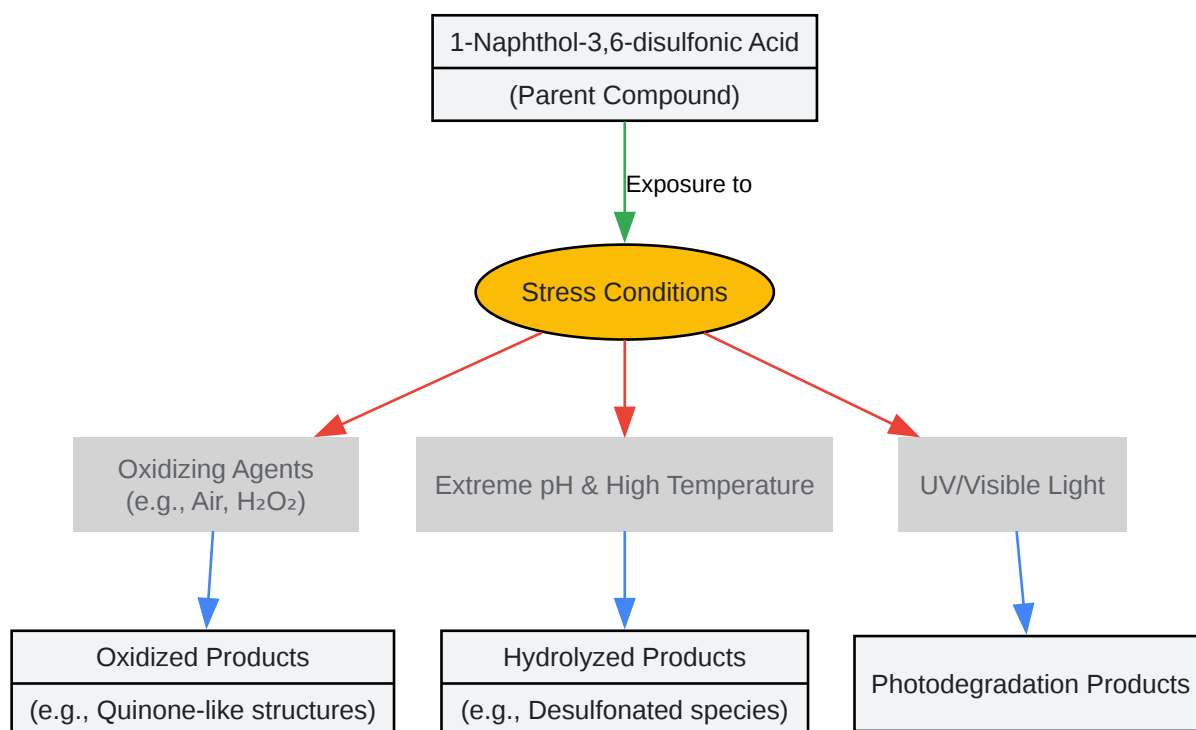 1-Naphthol-3,6-disulfonic Acid
(Parent Compound)
Exposure to
Stress Conditions
Oxidizing Agents
(e.g., Air, H₂O₂)
Extreme pH & High Temperature
UV/Visible Light
Oxidized Products
(e.g., Quinone-like structures)
Hydrolyzed Products
(e.g., Desulfonated species)
Photodegradation Products